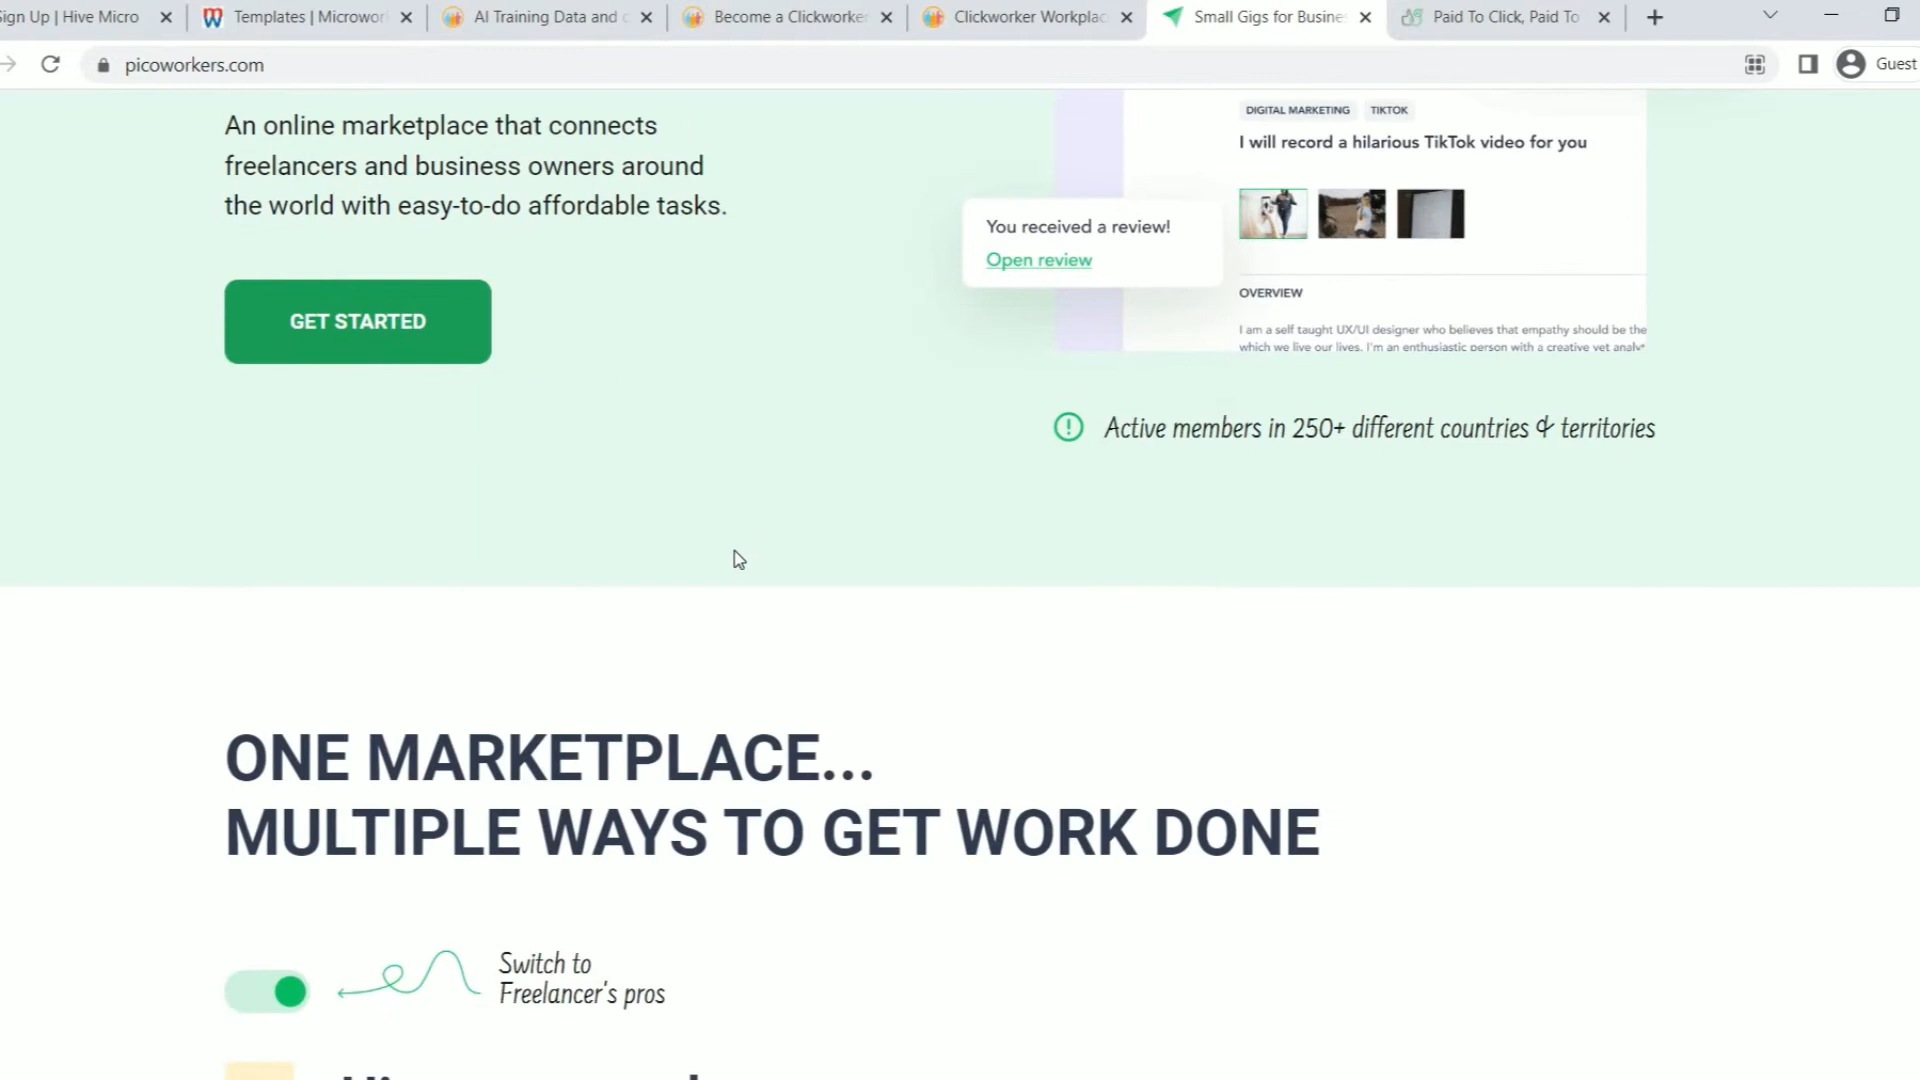 Sign Up | Hive Micro
Templates | Microwor
AI Training Data and
Become a Clickworker
Clickworker Workplac
Small Gigs for Busine
Paid To Click, Paid To
picoworkers.com
Guest
An online marketplace that connects
freelancers and business owners around
the world with easy-to-do affordable tasks.
GET STARTED
DIGITAL MARKETING
TIKTOK
I will record a hilarious TikTok video for you
You received a review!
Open review
OVERVIEW
I am a self taught UX/UI designer who believes that empathy should be the
which we live our lives. I'm an enthusiastic person with a creative yet
Active members in 250+ different countries & territories
ONE MARKETPLACE...
MULTIPLE WAYS TO GET WORK DONE
Switch to
Freelancer's pros